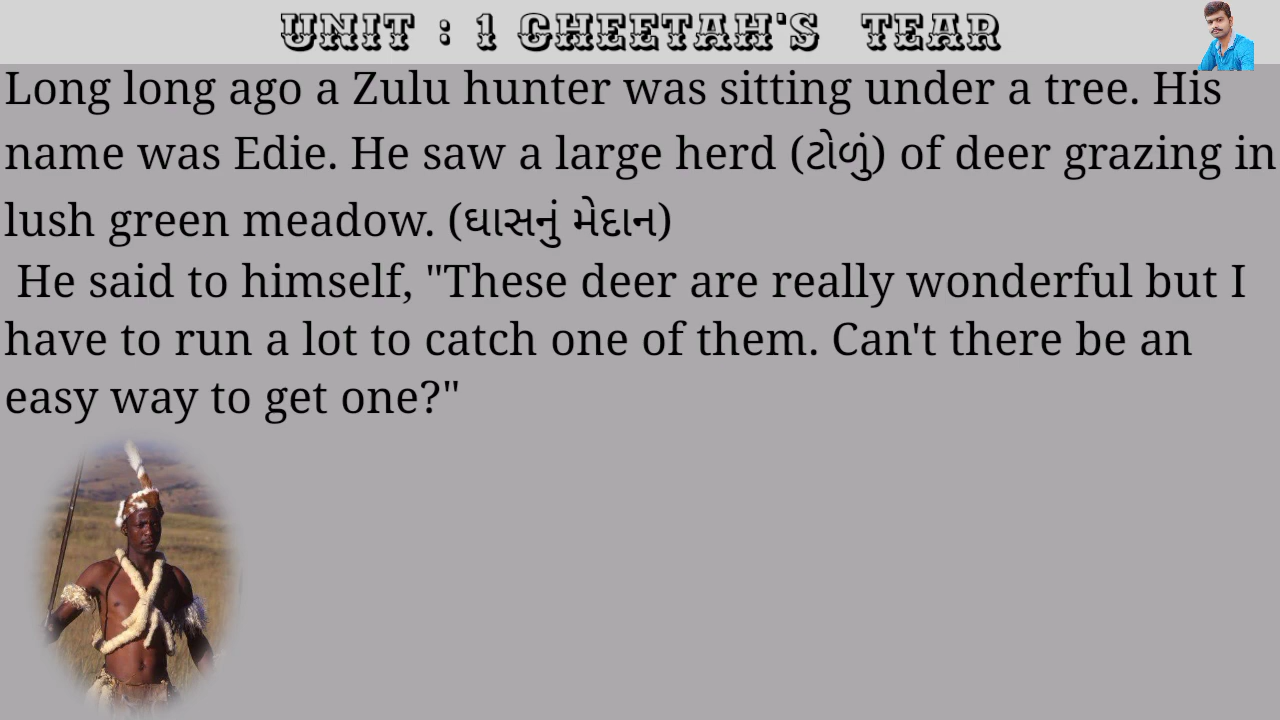 UNIT : 1 CHEETAH'S TEAR
Long long ago a Zulu hunter was sitting under a tree. His
name was Edie. He saw a large herd (ટોળું) of deer grazing in
lush green meadow. (ઘાસનું મેદાન)
He said to himself, "These deer are really wonderful but I
have to run a lot to catch one of them. Can't there be an
easy way to get one?"